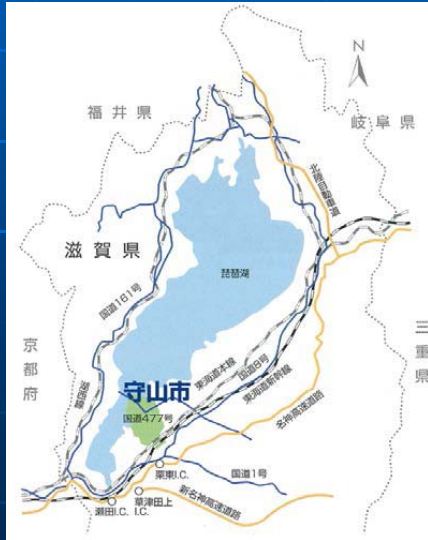 N
福井県
岐阜県
北陸自動車道
滋賀県
琵琶湖
国道161号
京都府
三重県
湖西線
東海道本線
国道8号
東海道新幹線
名神高速道路
守山市
国道477号
栗東I.C.
国道1号
草津田上I.C.
瀬田I.C.
新名神高速道路